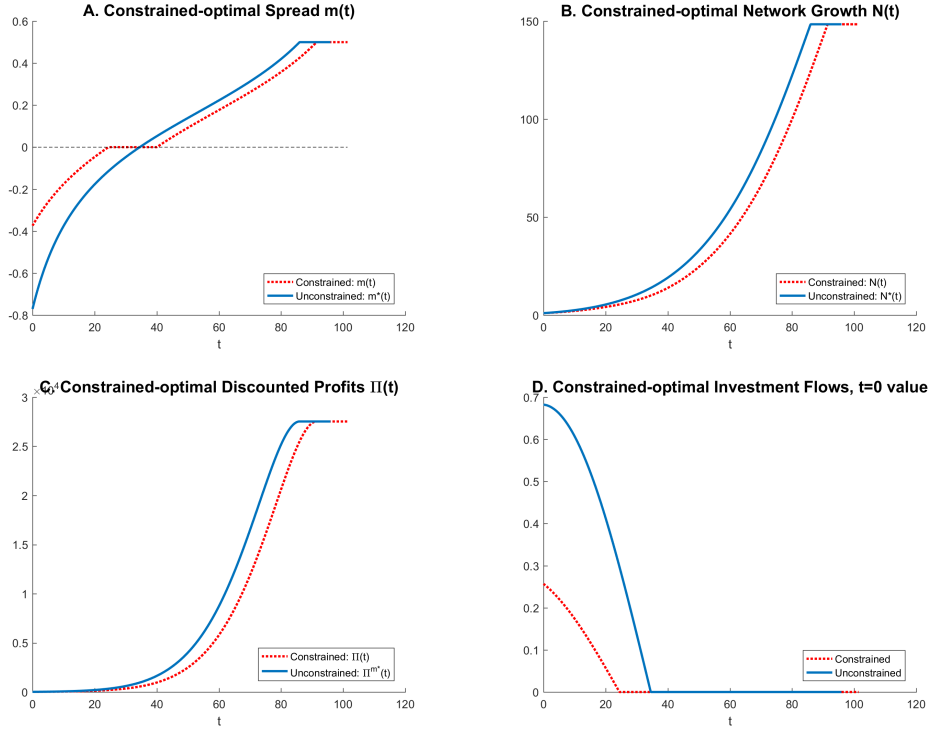 A. Constrained-optimal Spread m(t)
0.6
0.4
0.2
0
-0.2
-0.4
-0.6
-0.8
0 20 40 60 80 100 120
t
Constrained: m(t)
Unconstrained: m*(t)
B. Constrained-optimal Network Growth N(t)
150
100
50
0
0 20 40 60 80 100 120
t
Constrained: N(t)
Unconstrained: N*(t)
C. Constrained-optimal Discounted Profits Π(t)
×10⁴
3
2.5
2
1.5
1
0.5
0
0 20 40 60 80 100 120
t
Constrained: Π(t)
Unconstrained: Πᵐ*(t)
D. Constrained-optimal Investment Flows, t=0 value
0.7
0.6
0.5
0.4
0.3
0.2
0.1
0
0 20 40 60 80 100 120
t
Constrained
Unconstrained